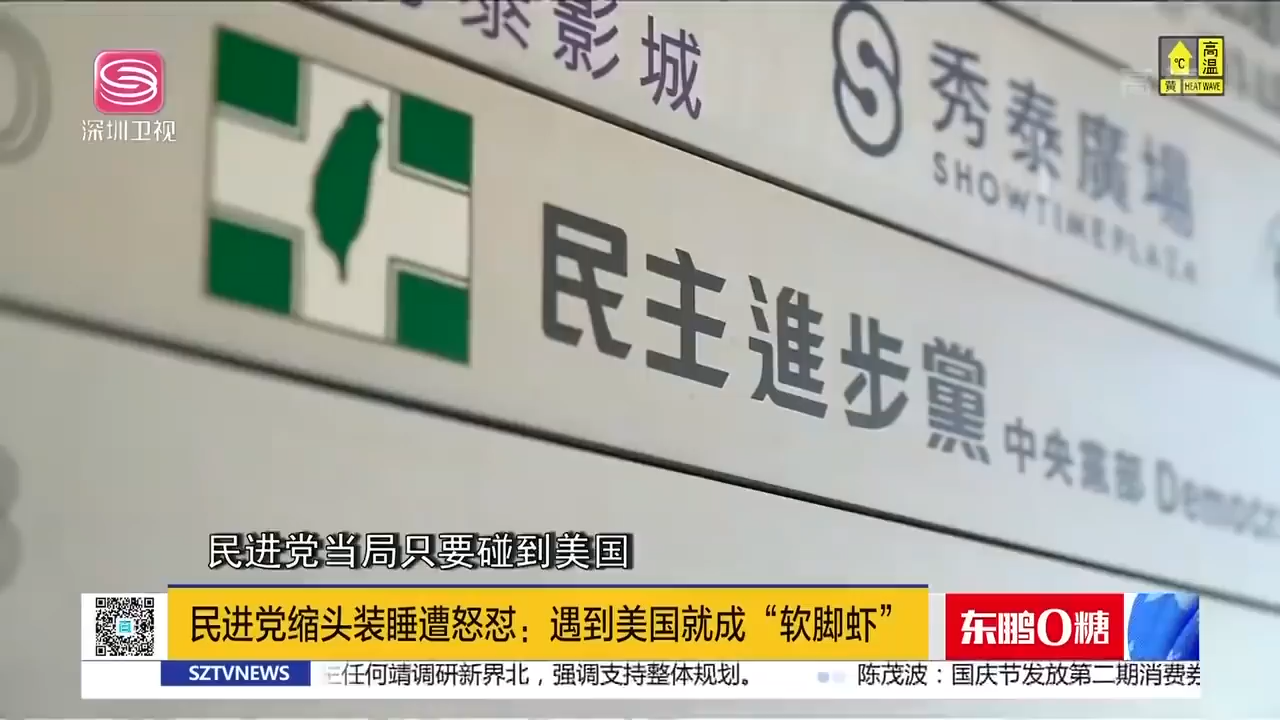 泰影城
秀泰廣場
SHOWTIME PLAZA
深圳卫视
℃
高温
黃
HEAT WAVE
民主進步黨
中央黨部 Democr
民进党当局只要碰到美国
民进党缩头装睡遭怒怼：遇到美国就成“软脚虾”
东鹏0糖
SZTVNEWS
任何靖调研新界北，强调支持整体规划。
陈茂波：国庆节发放第二期消费券